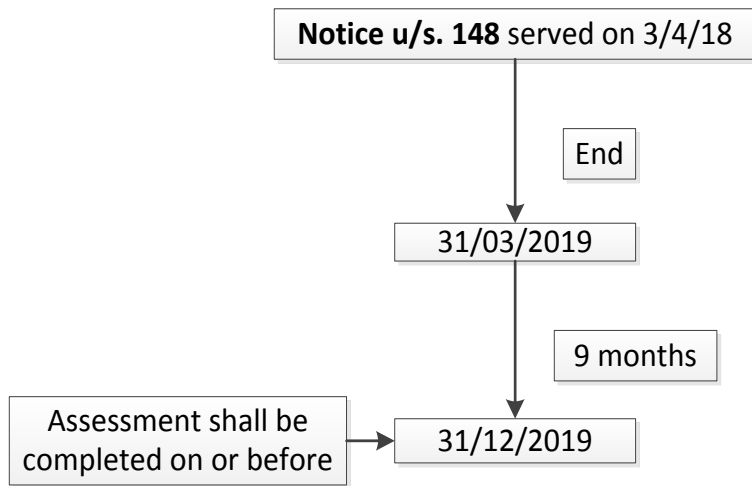 Notice u/s. 148 served on 3/4/18
End
31/03/2019
9 months
Assessment shall be
completed on or before
31/12/2019